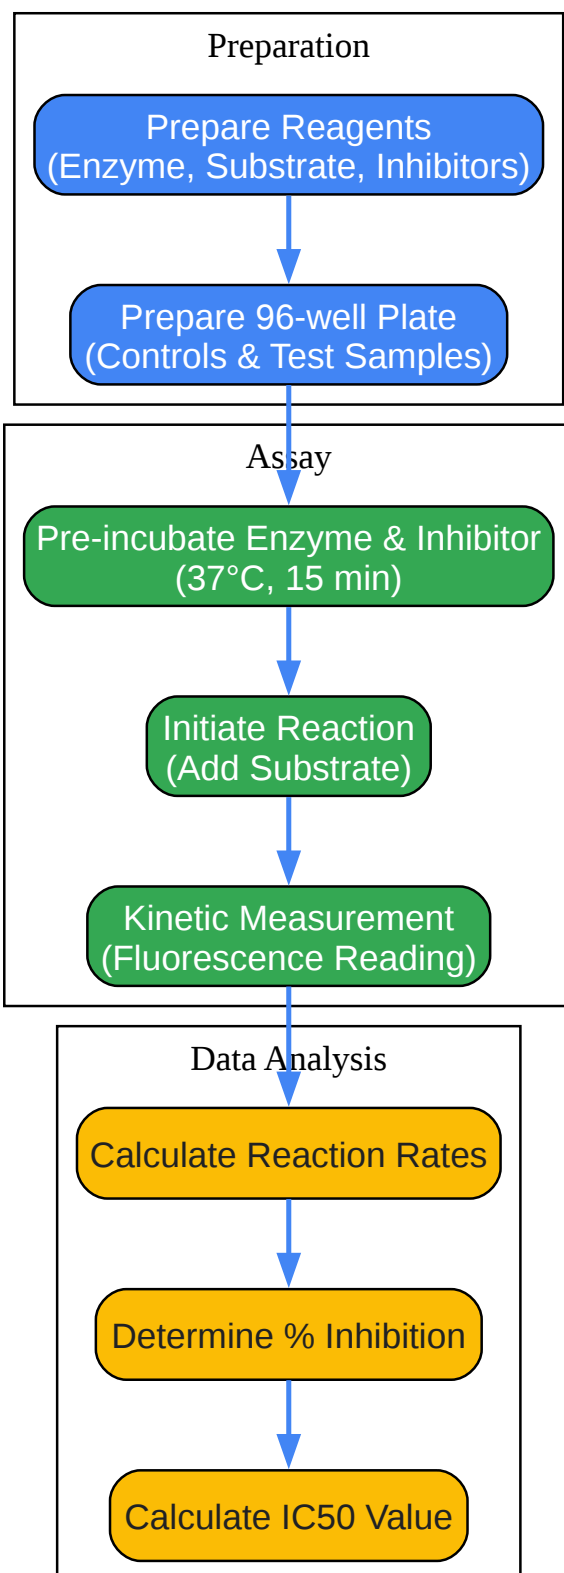 Preparation
Prepare Reagents
(Enzyme, Substrate, Inhibitors)
Prepare 96-well Plate
(Controls & Test Samples)
Assay
Pre-incubate Enzyme & Inhibitor
(37°C, 15 min)
Initiate Reaction
(Add Substrate)
Kinetic Measurement
(Fluorescence Reading)
Data Analysis
Calculate Reaction Rates
Determine % Inhibition
Calculate IC50 Value